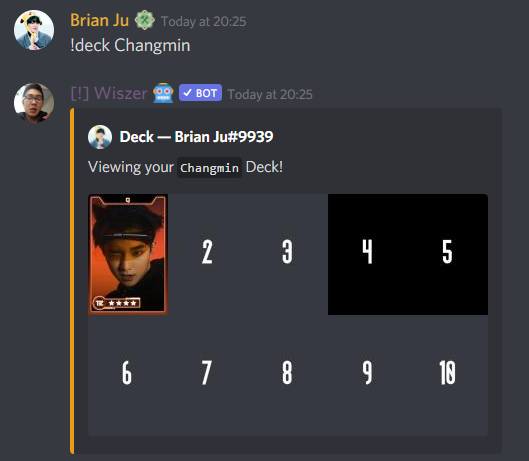 Brian Ju Today at 20:25
!deck Changmin
[!] Wiszer BOT Today at 20:25
Deck — Brian Ju#9939
Viewing your Changmin Deck!
2 3 4 5
6 7 8 9 10